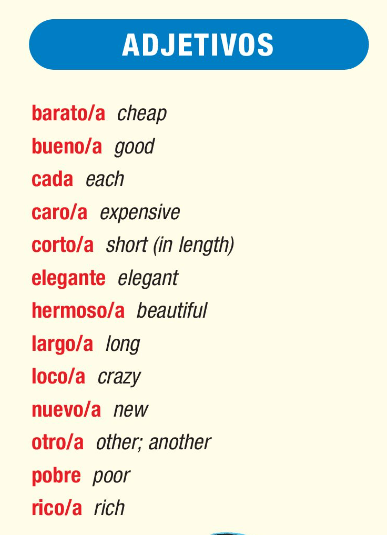 ADJETIVOS
barato/a cheap
bueno/a good
cada each
caro/a expensive
corto/a short (in length)
elegante elegant
hermoso/a beautiful
largo/a long
loco/a crazy
nuevo/a new
otro/a other; another
pobre poor
rico/a rich